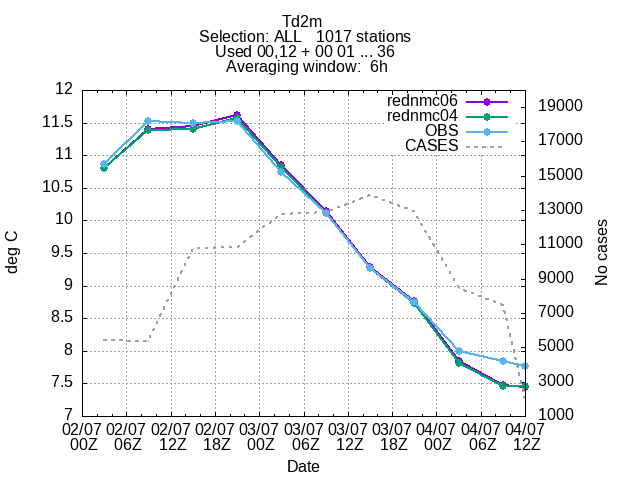 Td2m
Selection: ALL 1017 stations
Used 00,12 + 00 01 ... 36
Averaging window: 6h
rednmc06
rednmc04
OBS
CASES
12
11.5
11
10.5
10
9.5
9
8.5
8
7.5
7
deg C
19000
17000
15000
13000
11000
9000
7000
5000
3000
1000
No cases
02/07 02/07 02/07 02/07 03/07 03/07 03/07 03/07 04/07 04/07 04/07
00Z 06Z 12Z 18Z 00Z 06Z 12Z 18Z 00Z 06Z 12Z
Date